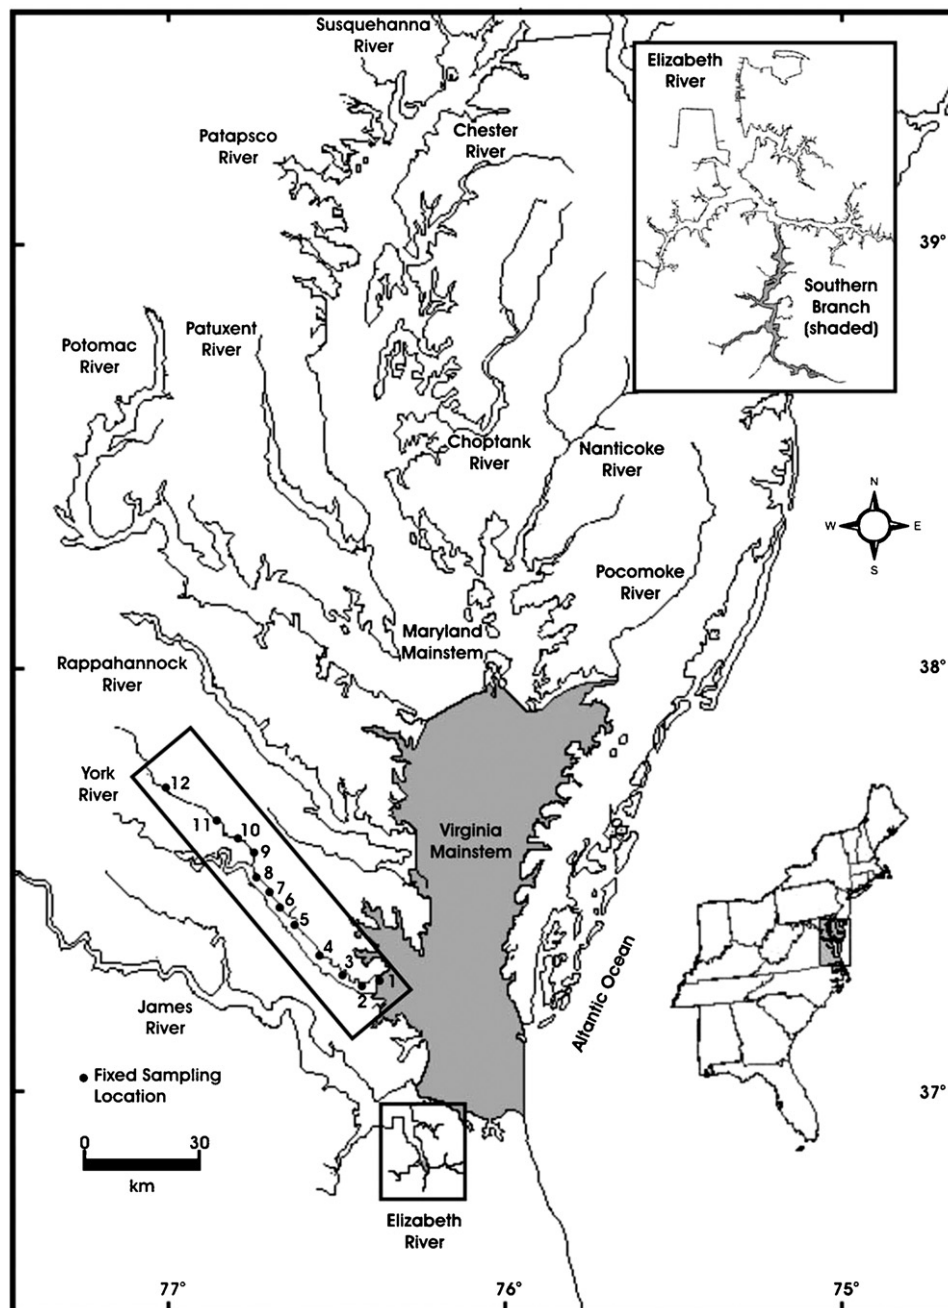 Susquehanna
River
Patapsco
River
Chester
River
Elizabeth
River
39°
Southern
Branch
(shaded)
Potomac
River
Patuxent
River
Choptank
River
Nanticoke
River
N
W
E
S
Pocomoke
River
Maryland
Mainstem
38°
Rappahannock
River
York
River
12
11
10
9
8
7
6
5
4
3
2
1
Virginia
Mainstem
Atlantic Ocean
James
River
Fixed Sampling
Location
37°
0 30
km
Elizabeth
River
77° 76° 75°